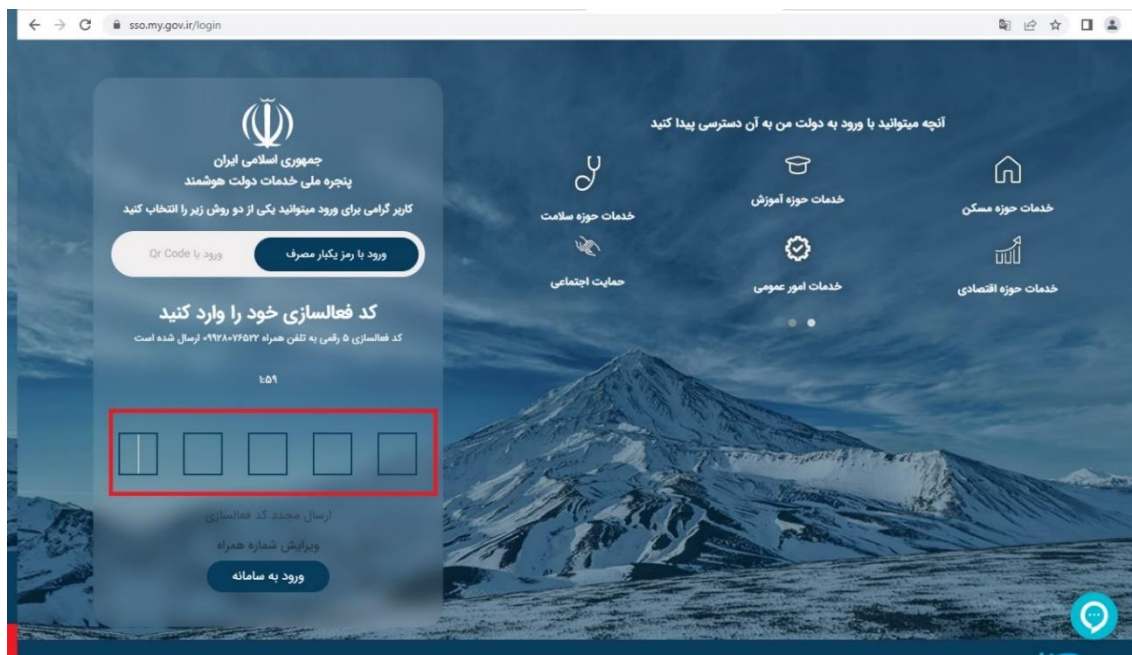 sso.my.gov.ir/login
جمهوری اسلامی ایران
پنجره ملی خدمات دولت هوشمند
کاربر گرامی برای ورود میتوانید یکی از دو روش زیر را انتخاب کنید
ورود با رمز یکبار مصرف
ورود با Qr Code
کد فعالسازی خود را وارد کنید
کد فعالسازی ۵ رقمی به تلفن همراه ۰۹۹۲۸۰۷۶۵۲۲ ارسال شده است
۱:۵۹
ارسال مجدد کد فعالسازی
ویرایش شماره همراه
ورود به سامانه
آنچه میتوانید با ورود به دولت من به آن دسترسی پیدا کنید
خدمات حوزه مسکن
خدمات حوزه آموزش
خدمات حوزه سلامت
خدمات حوزه اقتصادی
خدمات امور عمومی
حمایت اجتماعی